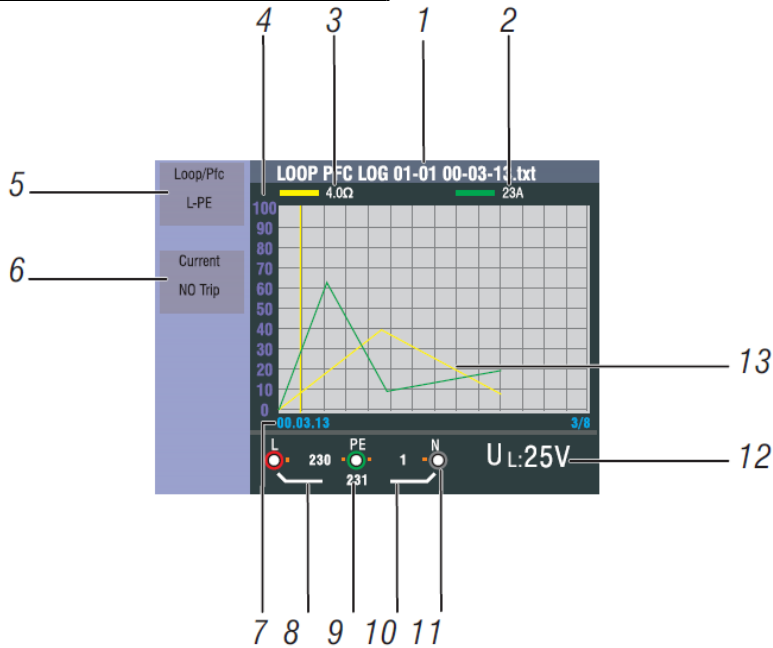 4 3 1 2
Loop/Pfc
L-PE
LOOP PFC LOG 01-01 00-03-13.txt
4.0Ω 23A
5
100
90
80
70
60
50
40
30
20
10
0
Current
NO Trip
6
13
00.03.13 3/8
7
L PE N
230 1
231
UL:25V
12
8 9 10 11